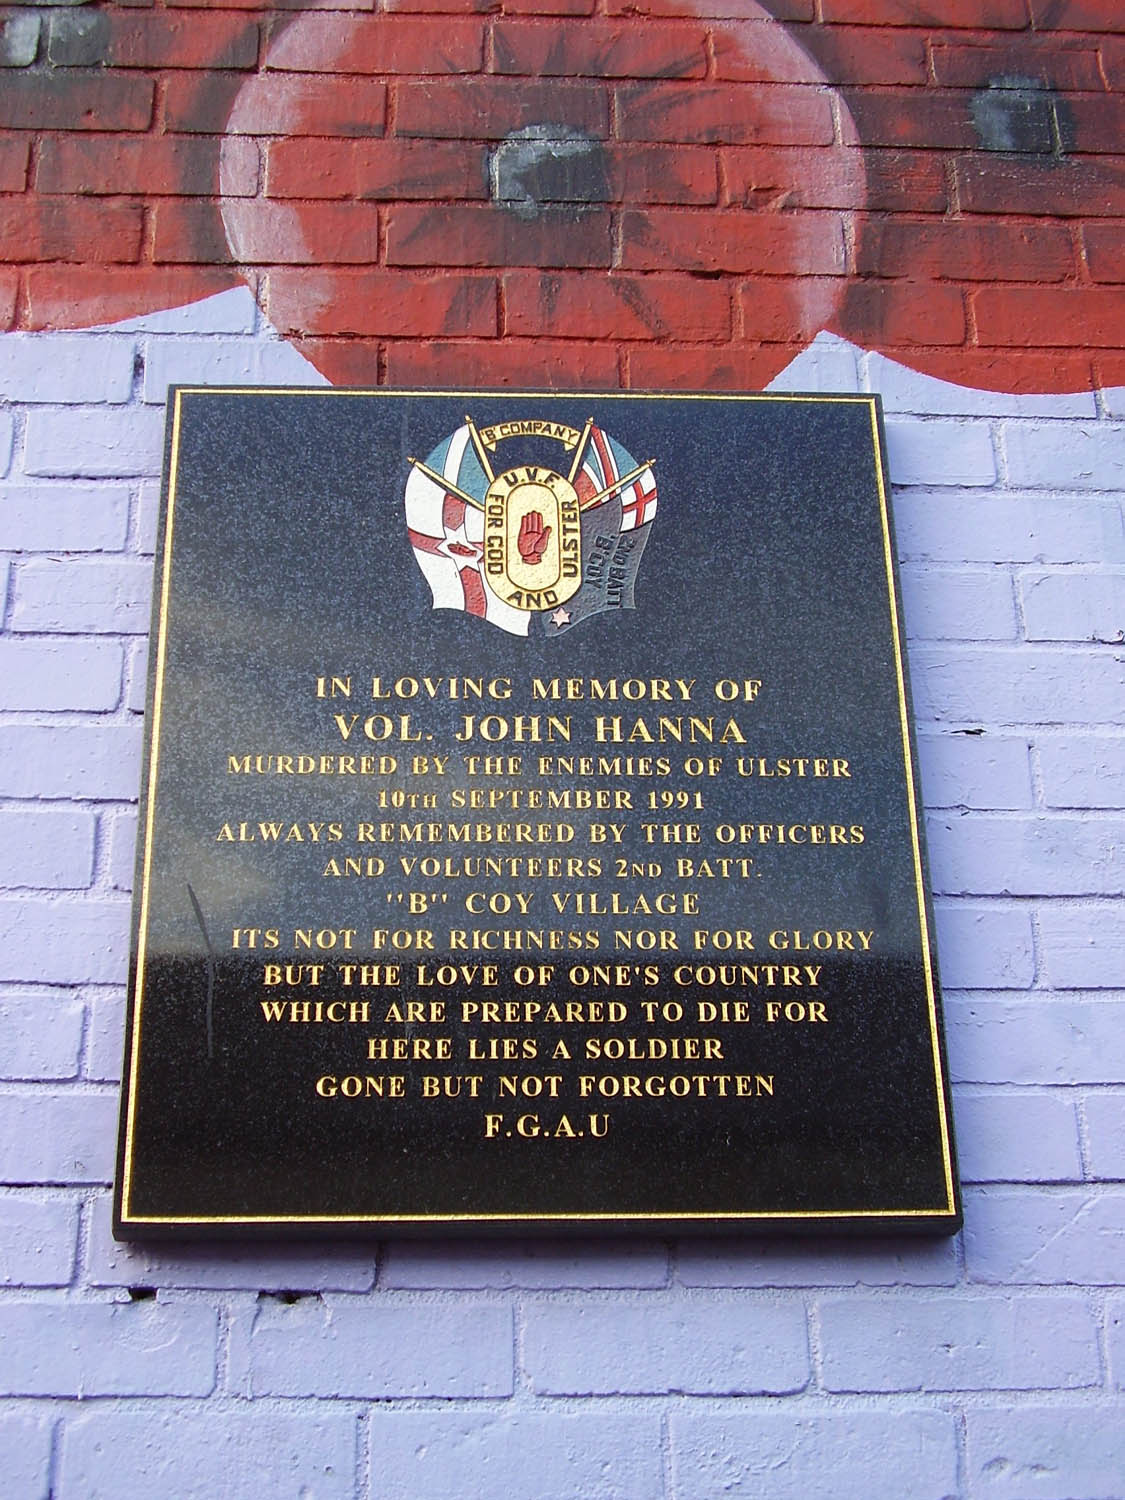 "B" COMPANY
U.V.F.
FOR GOD AND ULSTER
2ND BATT
"B" COY
IN LOVING MEMORY OF
VOL. JOHN HANNA
MURDERED BY THE ENEMIES OF ULSTER
10TH SEPTEMBER 1991
ALWAYS REMEMBERED BY THE OFFICERS
AND VOLUNTEERS 2ND BATT.
"B" COY VILLAGE
ITS NOT FOR RICHNESS NOR FOR GLORY
BUT THE LOVE OF ONE'S COUNTRY
WHICH ARE PREPARED TO DIE FOR
HERE LIES A SOLDIER
GONE BUT NOT FORGOTTEN
F.G.A.U